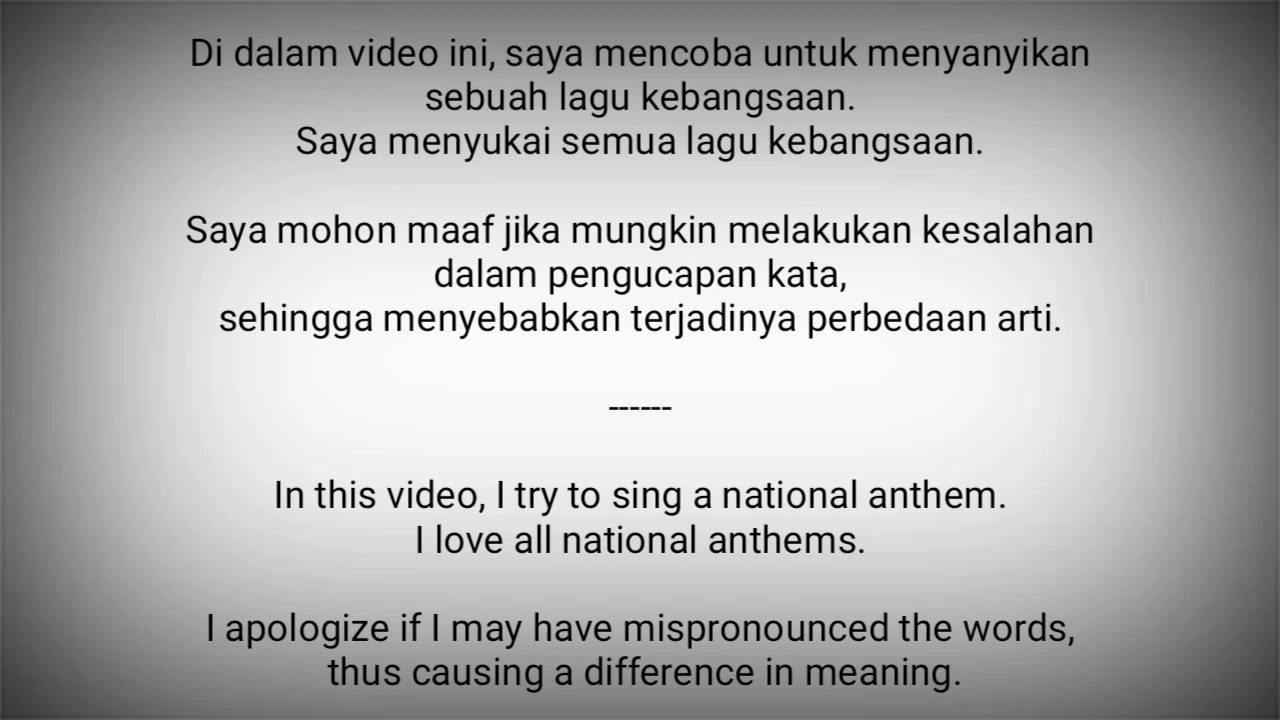 Di dalam video ini, saya mencoba untuk menyanyikan
sebuah lagu kebangsaan.
Saya menyukai semua lagu kebangsaan.
Saya mohon maaf jika mungkin melakukan kesalahan
dalam pengucapan kata,
sehingga menyebabkan terjadinya perbedaan arti.
------
In this video, I try to sing a national anthem.
I love all national anthems.
I apologize if I may have mispronounced the words,
thus causing a difference in meaning.